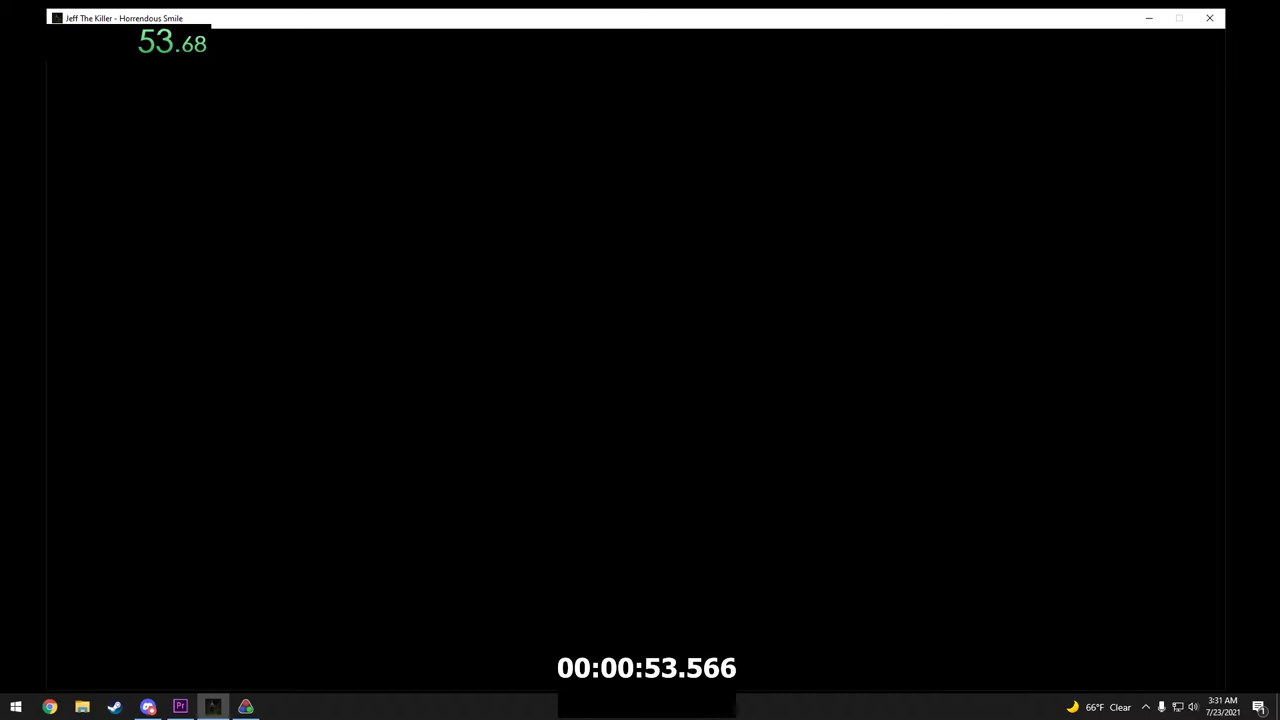 Jeff The Killer - Horrendous Smile
53.68
00:00:53.566
Pr
66°F Clear
3:31 AM
7/23/2021